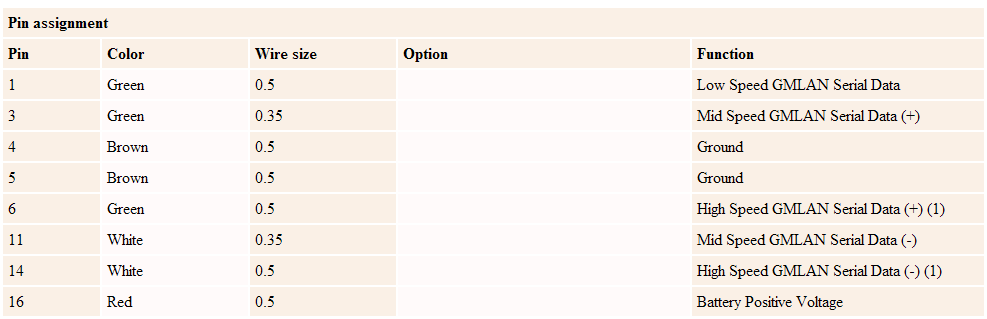 Pin assignment
Pin Color Wire size Option Function
1 Green 0.5 Low Speed GMLAN Serial Data
3 Green 0.35 Mid Speed GMLAN Serial Data (+)
4 Brown 0.5 Ground
5 Brown 0.5 Ground
6 Green 0.5 High Speed GMLAN Serial Data (+) (1)
11 White 0.35 Mid Speed GMLAN Serial Data (-)
14 White 0.5 High Speed GMLAN Serial Data (-) (1)
16 Red 0.5 Battery Positive Voltage